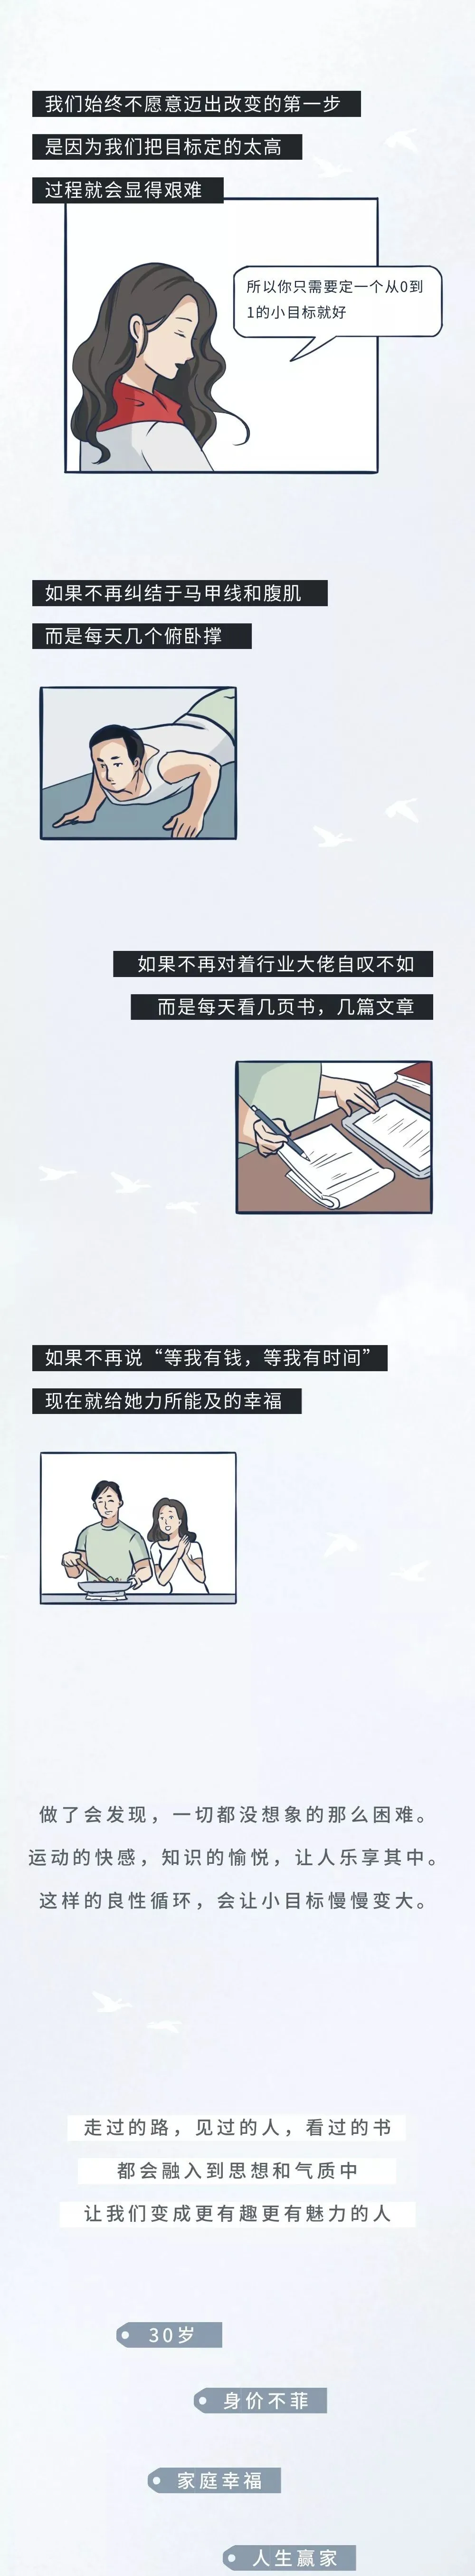 我们始终不愿意迈出改变的第一步
是因为我们把目标定的太高
过程就会显得艰难
所以你只需要定一个从0到
1的小目标就好
如果不再纠结于马甲线和腹肌
而是每天几个俯卧撑
如果不再对着行业大佬自叹不如
而是每天看几页书，几篇文章
如果不再说“等我有钱，等我有时间”
现在就给她力所能及的幸福
做了会发现，一切都没想象的那么困难。
运动的快感，知识的愉悦，让人乐享其中。
这样的良性循环，会让小目标慢慢变大。
走过的路，见过的人，看过的书
都会融入到思想和气质中
让我们变成更有趣更有魅力的人
30岁
身价不菲
家庭幸福
人生赢家